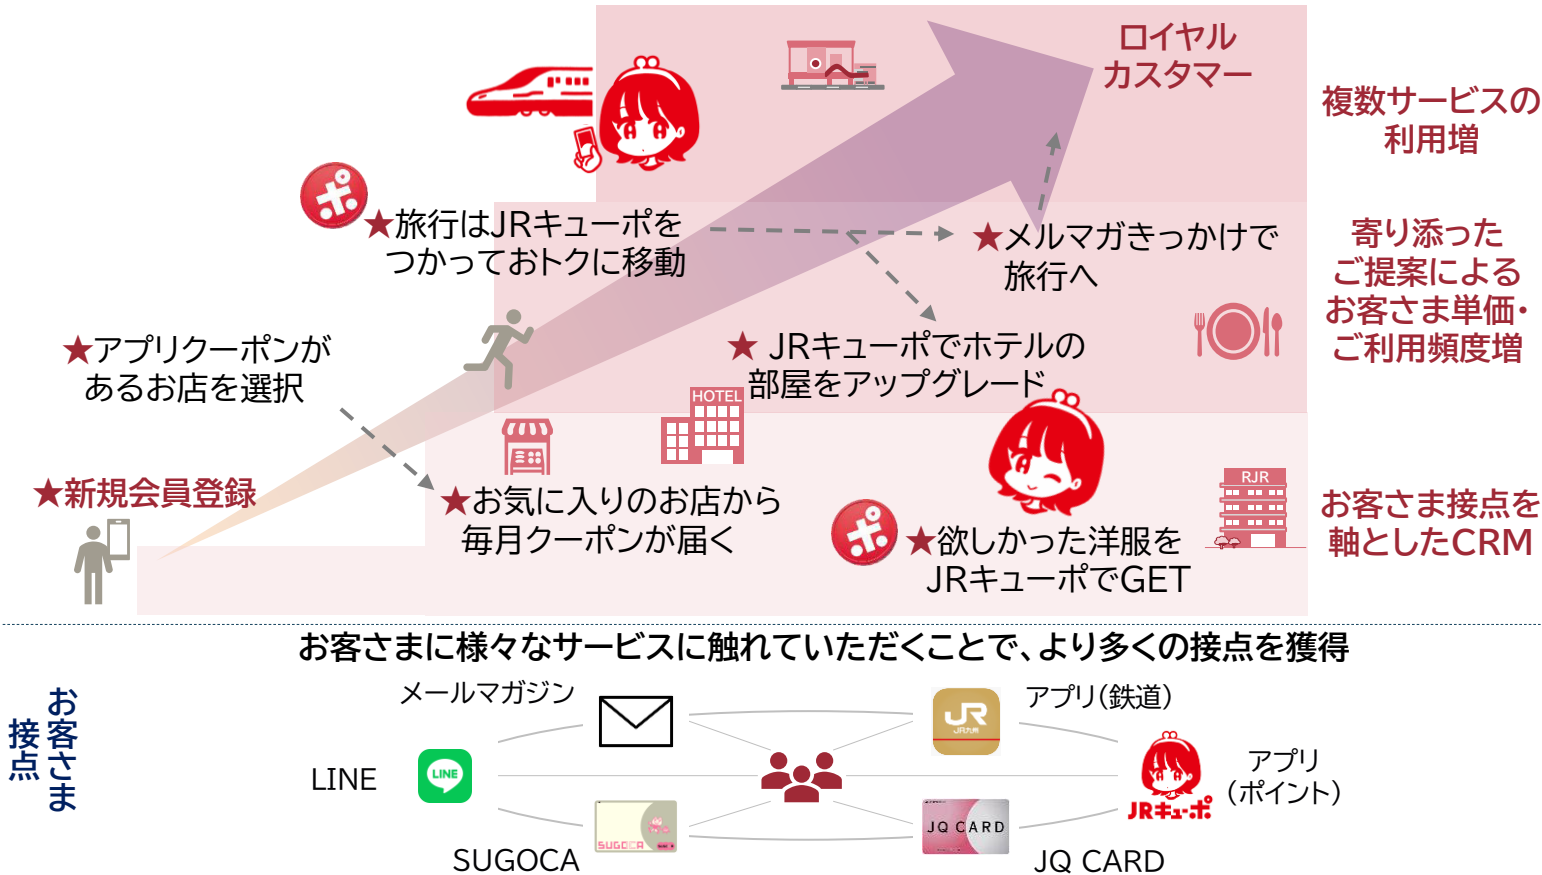 ロイヤル
カスタマー
複数サービスの
利用増
ポ
★旅行はJRキューポを
つかっておトクに移動
★メルマガきっかけで
旅行へ
寄り添った
ご提案による
お客さま単価・
ご利用頻度増
★アプリクーポンが
あるお店を選択
★ JRキューポでホテルの
部屋をアップグレード
HOTEL
★新規会員登録
★お気に入りのお店から
毎月クーポンが届く
ポ
★欲しかった洋服を
JRキューポでGET
RJR
お客さま接点を
軸としたCRM
お客さまに様々なサービスに触れていただくことで、より多くの接点を獲得
お客さま
接点
メールマガジン
アプリ(鉄道)
JR
JR九州
LINE
LINE
アプリ
(ポイント)
JRキューポ
SUGOCA
SUGOCA
JQ CARD
JQ CARD